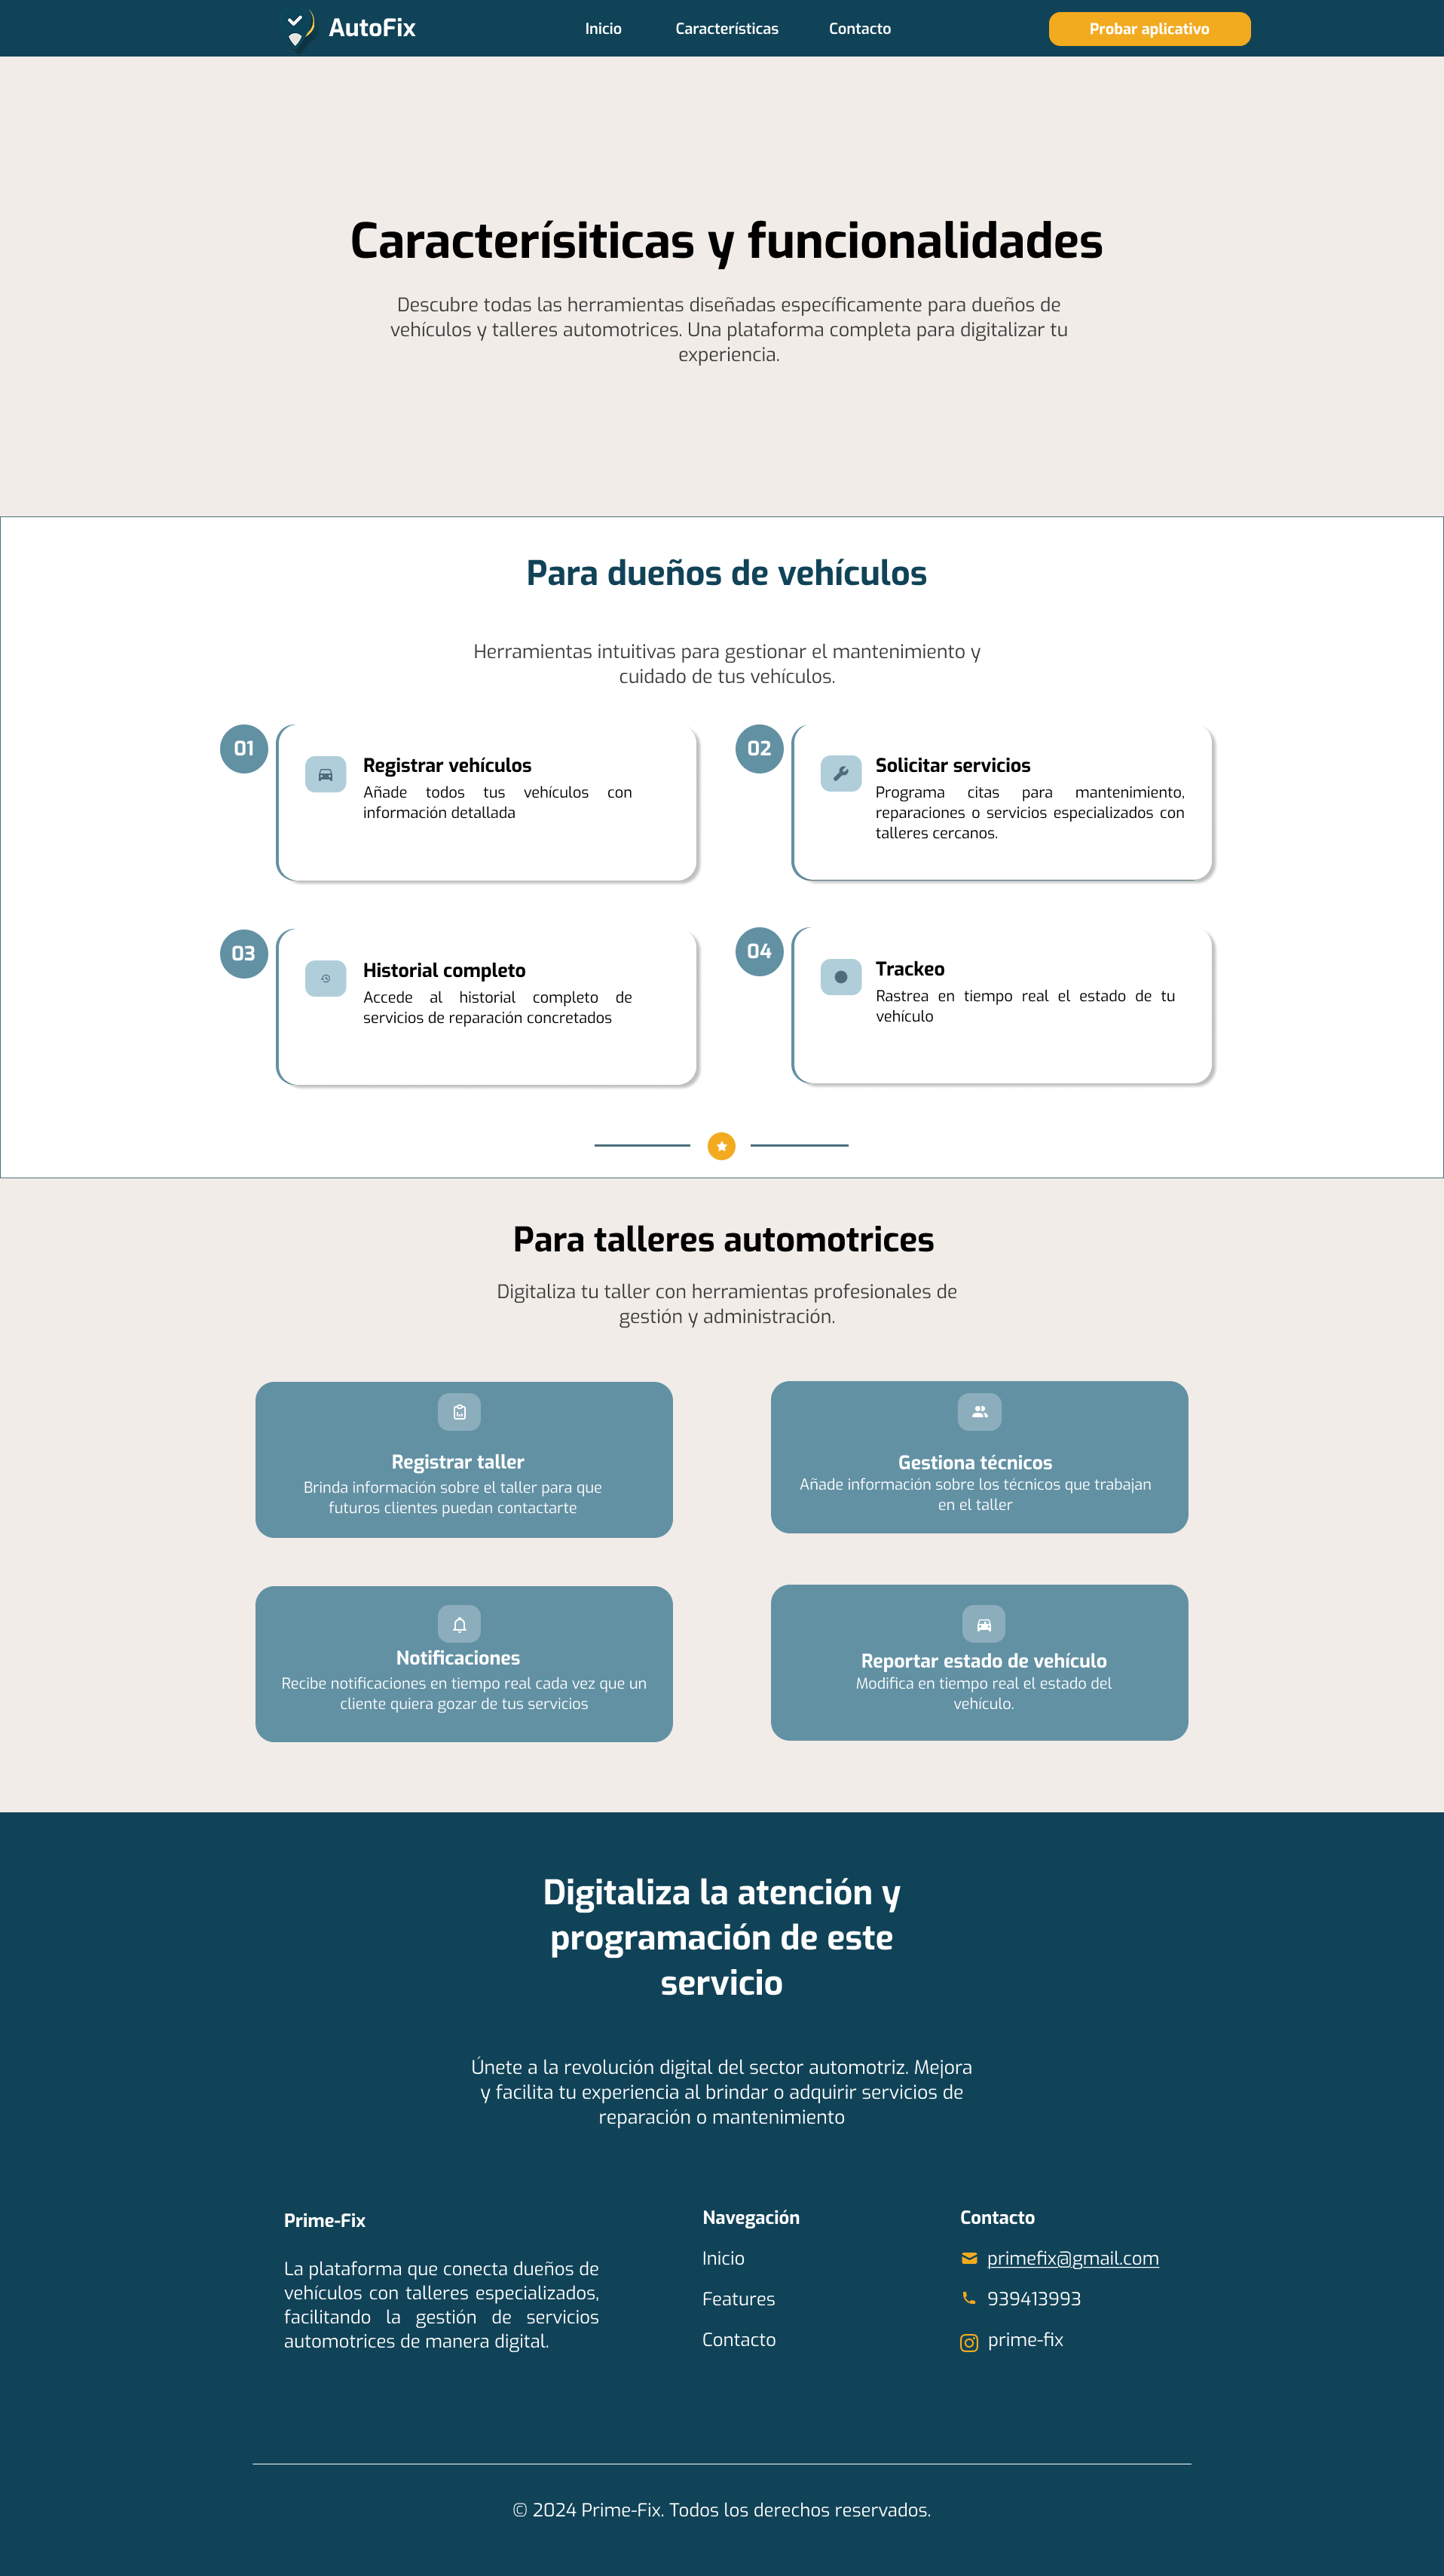 AutoFix
Inicio
Características
Contacto
Probar aplicativo
Caracterísiticas y funcionalidades
Descubre todas las herramientas diseñadas específicamente para dueños de
vehículos y talleres automotrices. Una plataforma completa para digitalizar tu
experiencia.
Para dueños de vehículos
Herramientas intuitivas para gestionar el mantenimiento y
cuidado de tus vehículos.
01
Registrar vehículos
Añade todos tus vehículos con
información detallada
02
Solicitar servicios
Programa citas para mantenimiento,
reparaciones o servicios especializados con
talleres cercanos.
03
Historial completo
Accede al historial completo de
servicios de reparación concretados
04
Trackeo
Rastrea en tiempo real el estado de tu
vehículo
Para talleres automotrices
Digitaliza tu taller con herramientas profesionales de
gestión y administración.
Registrar taller
Brinda información sobre el taller para que
futuros clientes puedan contactarte
Gestiona técnicos
Añade información sobre los técnicos que trabajan
en el taller
Notificaciones
Recibe notificaciones en tiempo real cada vez que un
cliente quiera gozar de tus servicios
Reportar estado de vehículo
Modifica en tiempo real el estado del
vehículo.
Digitaliza la atención y
programación de este
servicio
Únete a la revolución digital del sector automotriz. Mejora
y facilita tu experiencia al brindar o adquirir servicios de
reparación o mantenimiento
Prime-Fix
La plataforma que conecta dueños de
vehículos con talleres especializados,
facilitando la gestión de servicios
automotrices de manera digital.
Navegación
Inicio
Features
Contacto
Contacto
primefix@gmail.com
939413993
prime-fix
© 2024 Prime-Fix. Todos los derechos reservados.